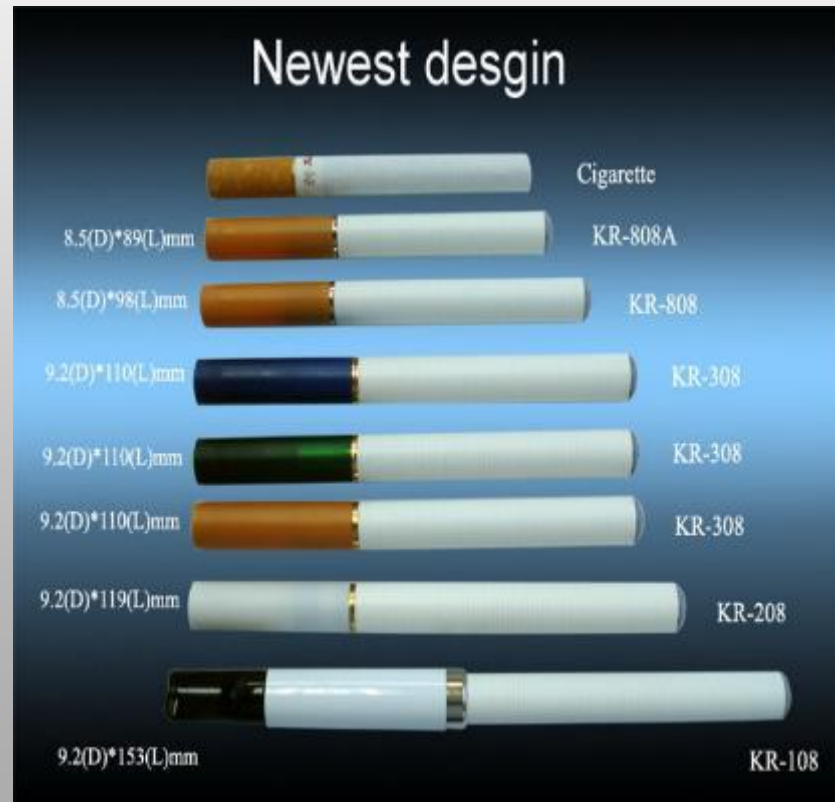 Newest desgin
Cigarette
8.5(D)*89(L)mm KR-808A
8.5(D)*98(L)mm KR-808
9.2(D)*110(L)mm KR-308
9.2(D)*110(L)mm KR-308
9.2(D)*110(L)mm KR-308
9.2(D)*119(L)mm KR-208
9.2(D)*153(L)mm KR-108